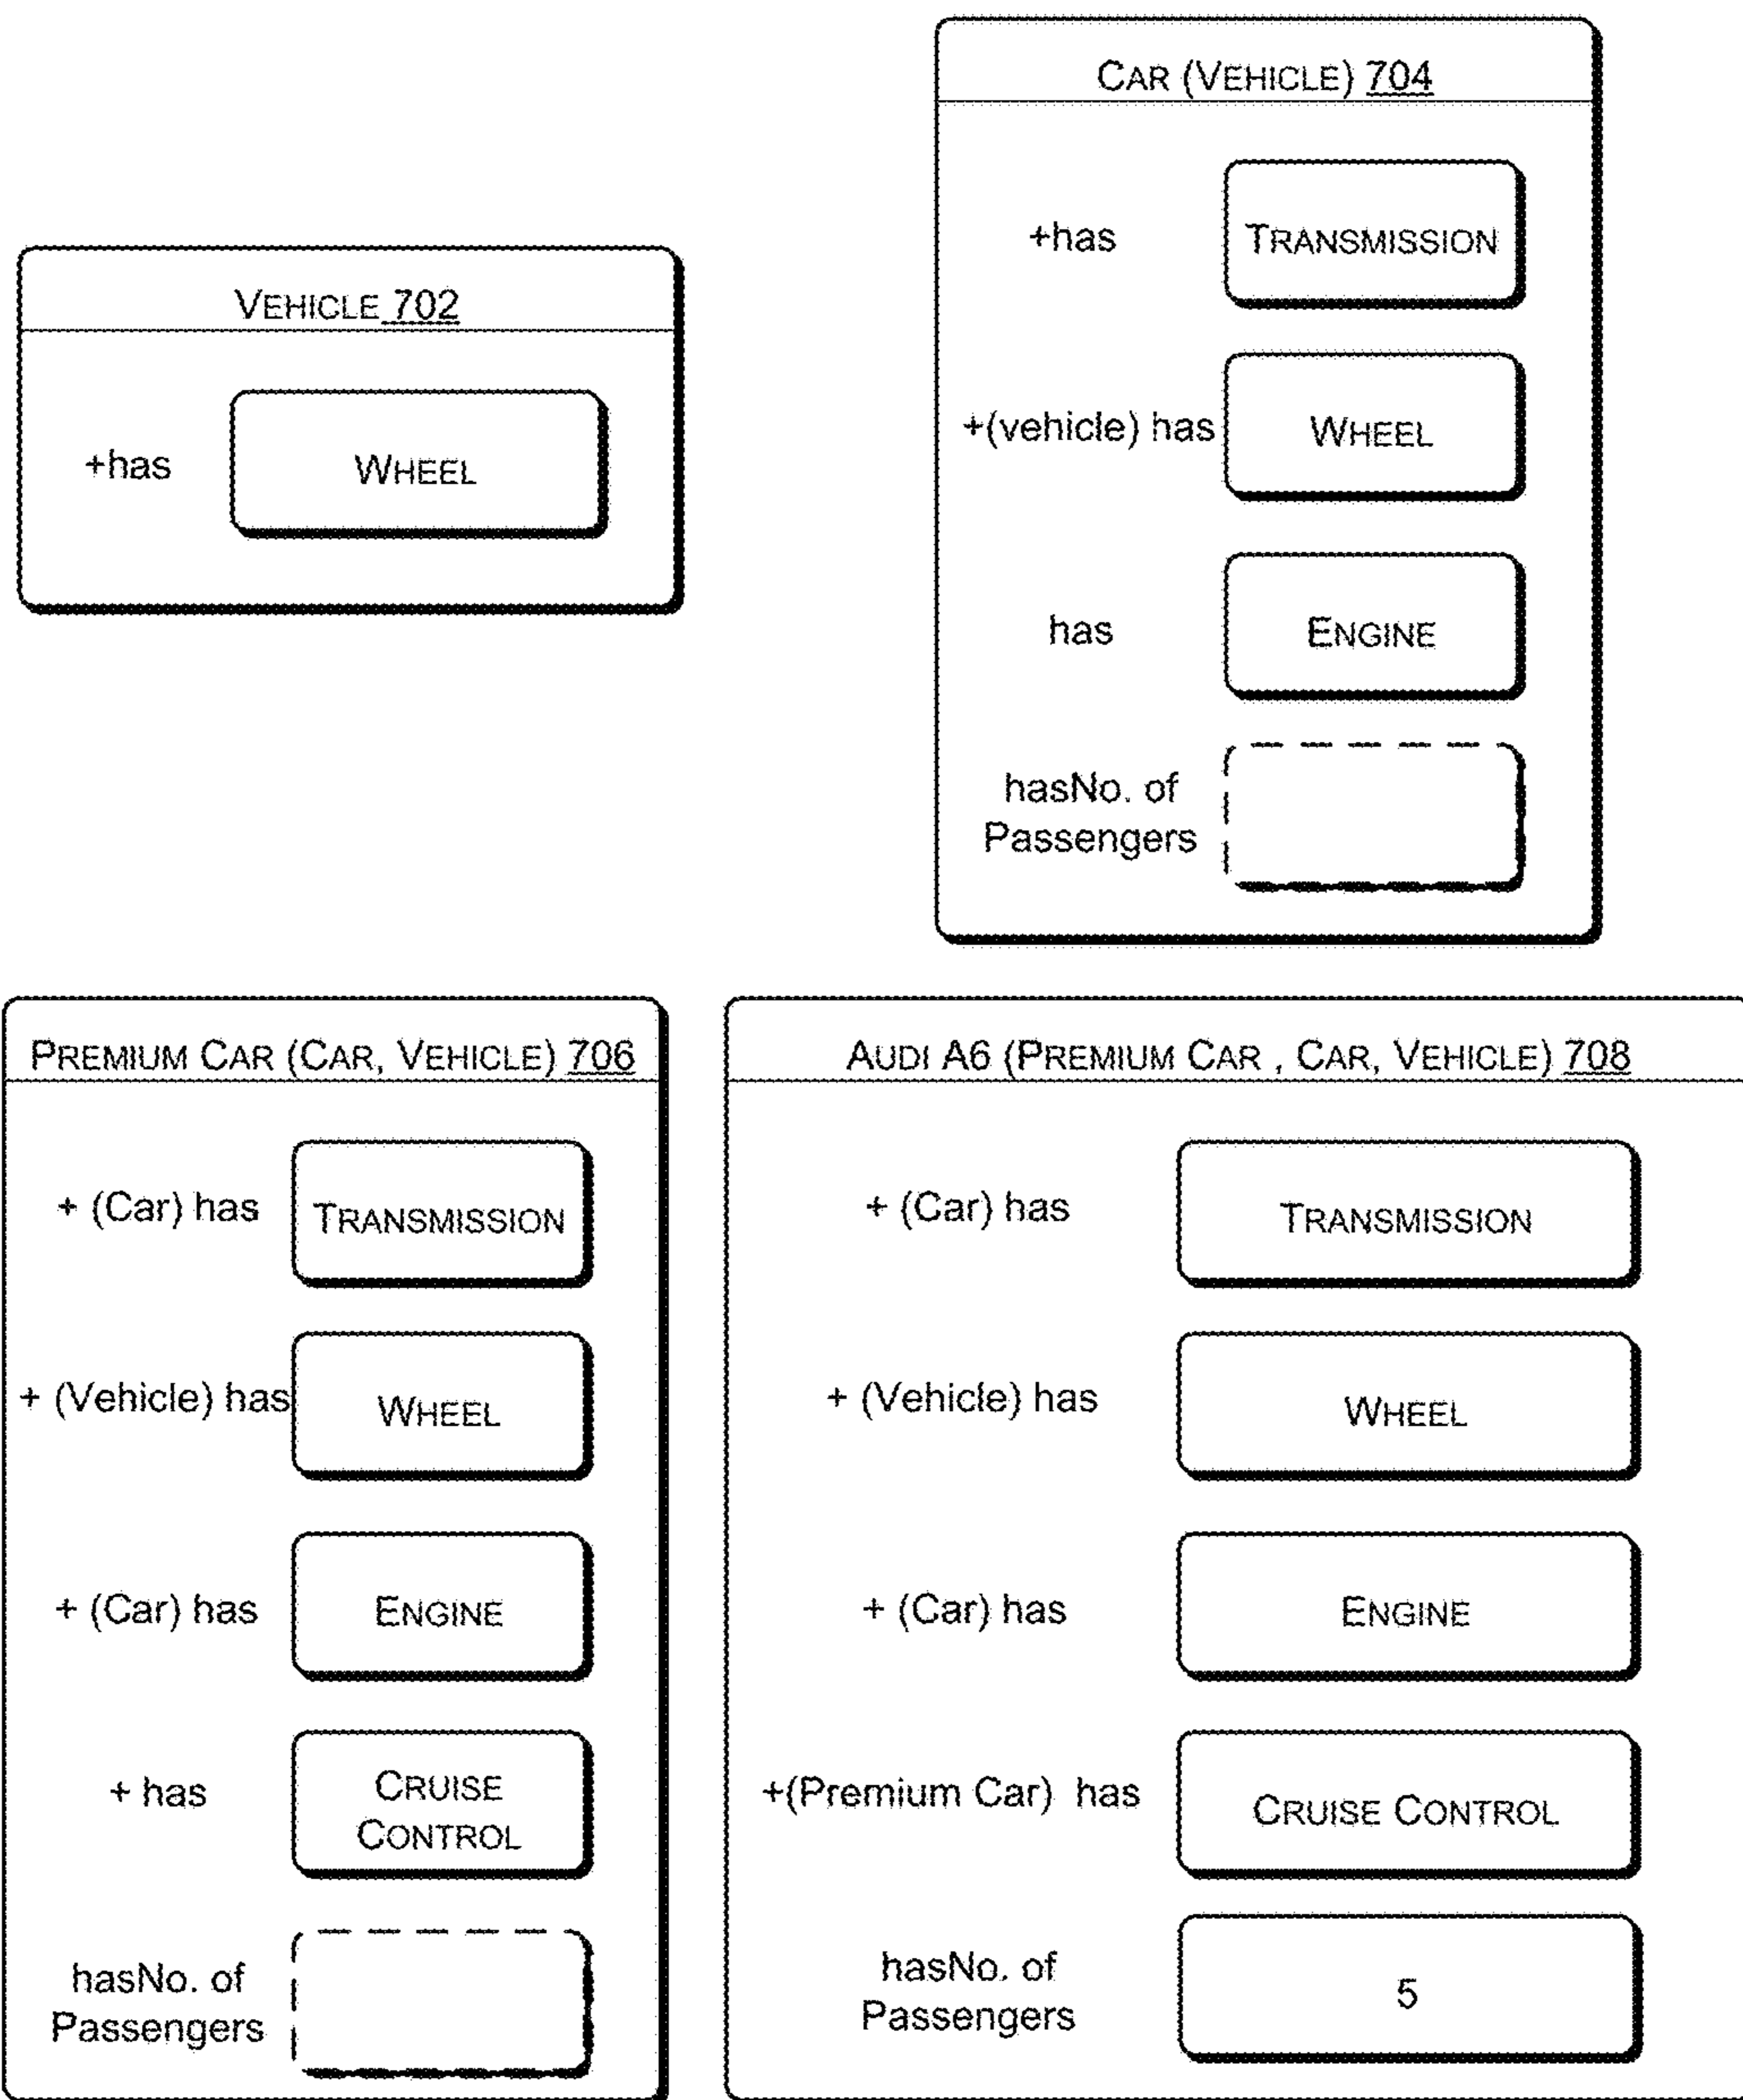 VEHICLE 702
+has
WHEEL
CAR (VEHICLE) 704
+has
TRANSMISSION
+(vehicle) has
WHEEL
has
ENGINE
hasNo. of
Passengers
PREMIUM CAR (CAR, VEHICLE) 706
+ (Car) has
TRANSMISSION
+ (Vehicle) has
WHEEL
+ (Car) has
ENGINE
+ has
CRUISE
CONTROL
hasNo. of
Passengers
AUDI A6 (PREMIUM CAR , CAR, VEHICLE) 708
+ (Car) has
TRANSMISSION
+ (Vehicle) has
WHEEL
+ (Car) has
ENGINE
+(Premium Car) has
CRUISE CONTROL
hasNo. of
Passengers
5